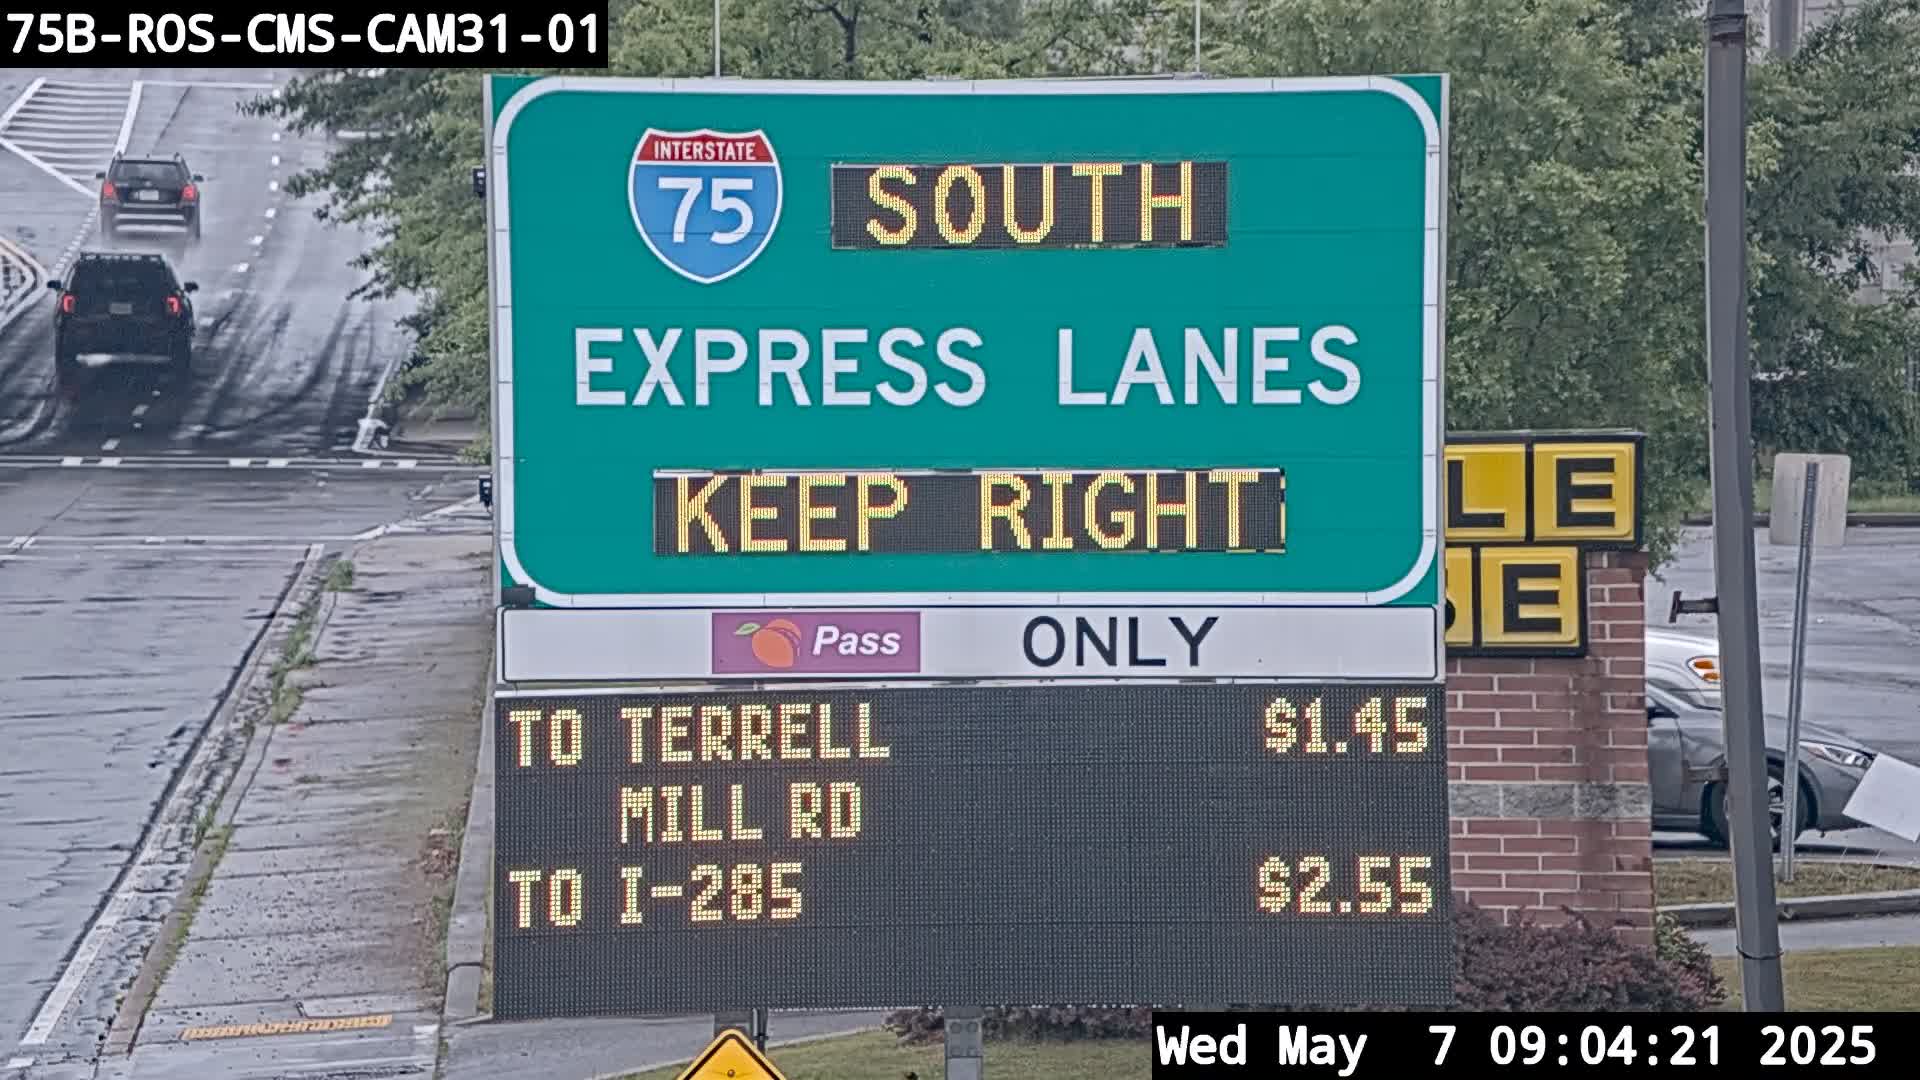 75B-ROS-CMS-CAM31-01
INTERSTATE
75
SOUTH
EXPRESS LANES
KEEP RIGHT
Pass ONLY
TO TERRELL $1.45
MILL RD
TO I-285 $2.55
LE
E
Wed May 7 09:04:21 2025